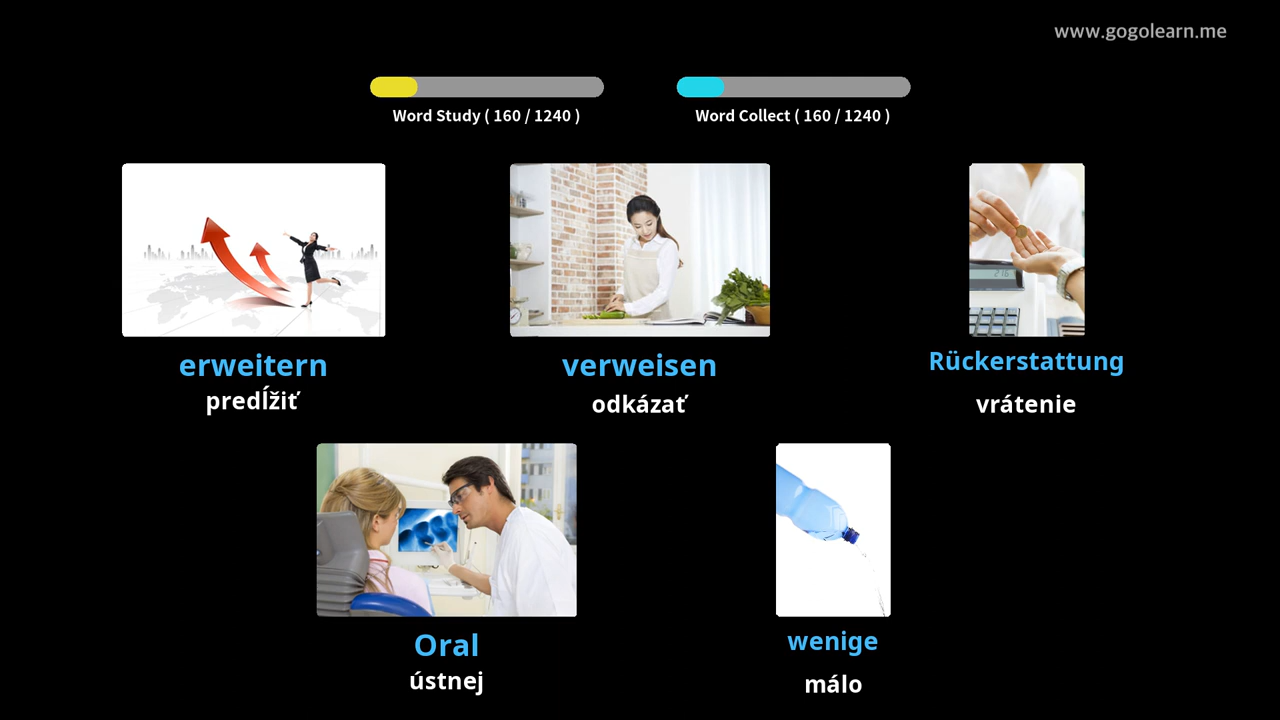 www.gogolearn.me
Word Study ( 160 / 1240 )
Word Collect ( 160 / 1240 )
erweitern
predĺžiť
verweisen
odkázať
Rückerstattung
vrátenie
Oral
ústnej
wenige
málo